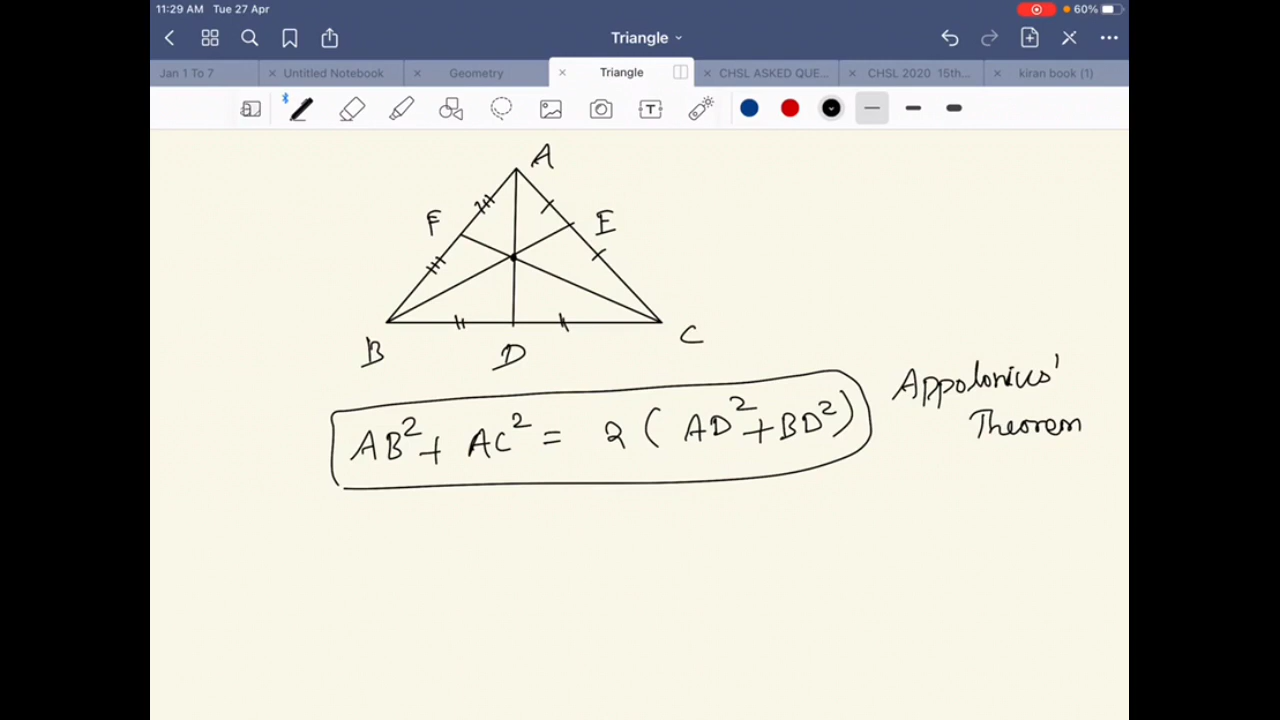 11:29 AM Tue 27 Apr
60%
Triangle
Jan 1 To 7
Untitled Notebook
Geometry
Triangle
CHSL ASKED QUE...
CHSL 2020 15th...
kiran book (1)
T
A
F
E
B
D
C
AB² + AC² = 2 ( AD² + BD² )
Appolonius'
Theorem